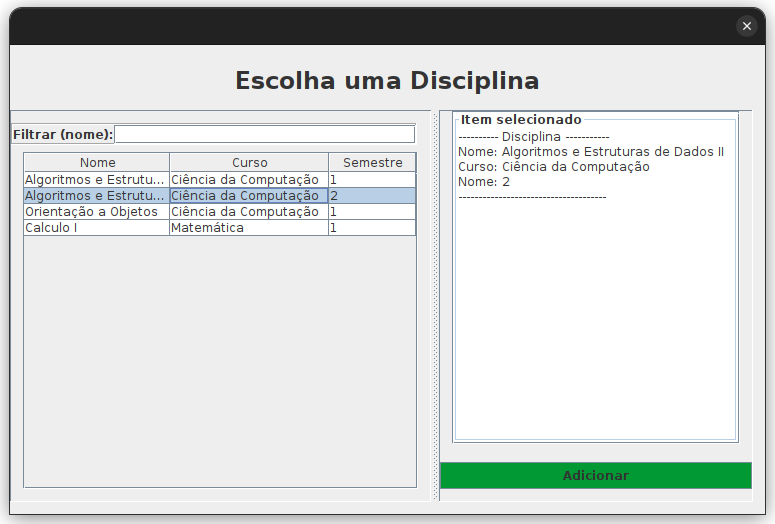 Escolha uma Disciplina
Filtrar (nome):
Nome Curso Semestre
Algoritmos e Estrutu... Ciência da Computação 1
Algoritmos e Estrutu... Ciência da Computação 2
Orientação a Objetos Ciência da Computação 1
Calculo I Matemática 1
Item selecionado
---------- Disciplina -----------
Nome: Algoritmos e Estruturas de Dados II
Curso: Ciência da Computação
Nome: 2
------------------------------------
Adicionar